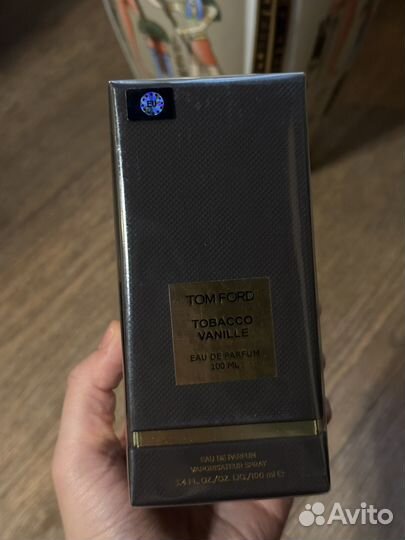 EU
TOM FORD
TOBACCO
VANILLE
EAU DE PARFUM
100 ML
EAU DE PARFUM
VAPORISATEUR SPRAY
3.4 FL. OZ./OZ. LIQ./100 ml ℮
Avito